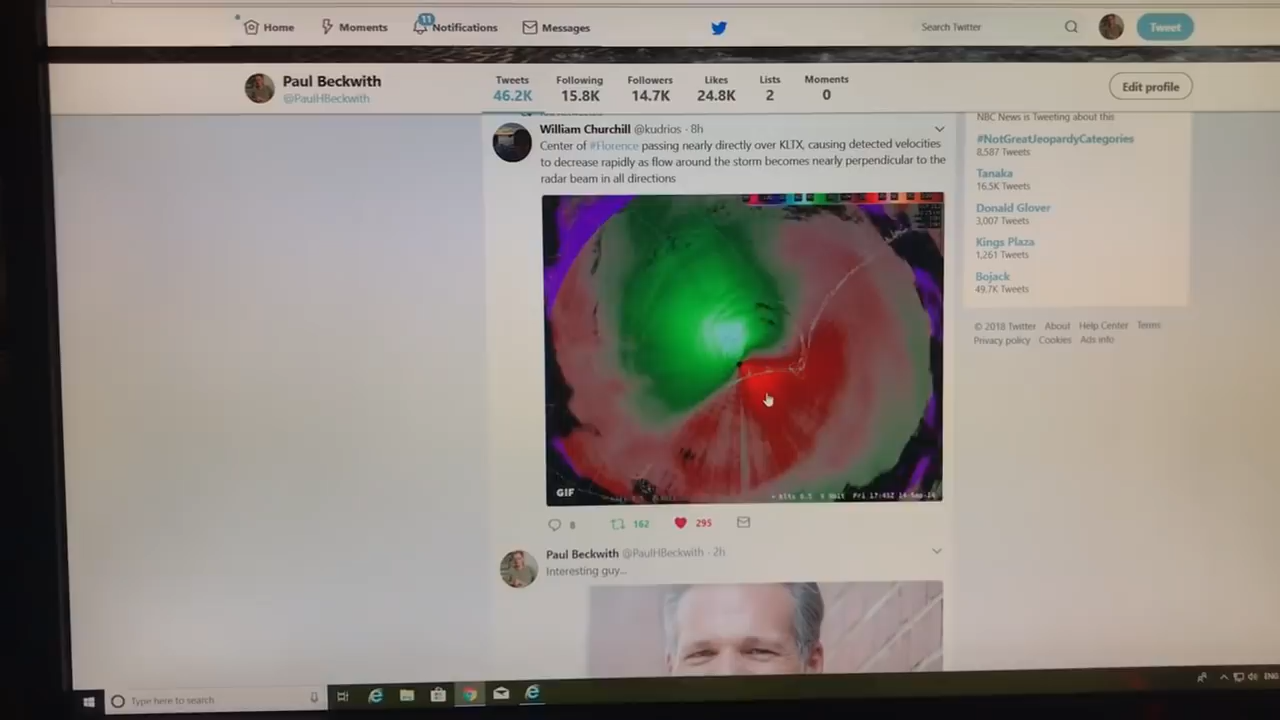 Home
Moments
11
Notifications
Messages
Search Twitter
Tweet
Paul Beckwith
@PaulHBeckwith
Tweets
46.2K
Following
15.8K
Followers
14.7K
Likes
24.8K
Lists
2
Moments
0
Edit profile
William Churchill @kudrios · 8h
Center of #Florence passing nearly directly over KLTX, causing detected velocities
to decrease rapidly as flow around the storm becomes nearly perpendicular to the
radar beam in all directions
GIF
8
162
295
Paul Beckwith @PaulHBeckwith · 2h
Interesting guy...
NBC News is Tweeting about this
#NotGreatJeopardyCategories
8,587 Tweets
Tanaka
16.5K Tweets
Donald Glover
3,007 Tweets
Kings Plaza
1,261 Tweets
Bojack
49.7K Tweets
© 2018 Twitter About Help Center Terms
Privacy policy Cookies Ads info
Type here to search
ENG